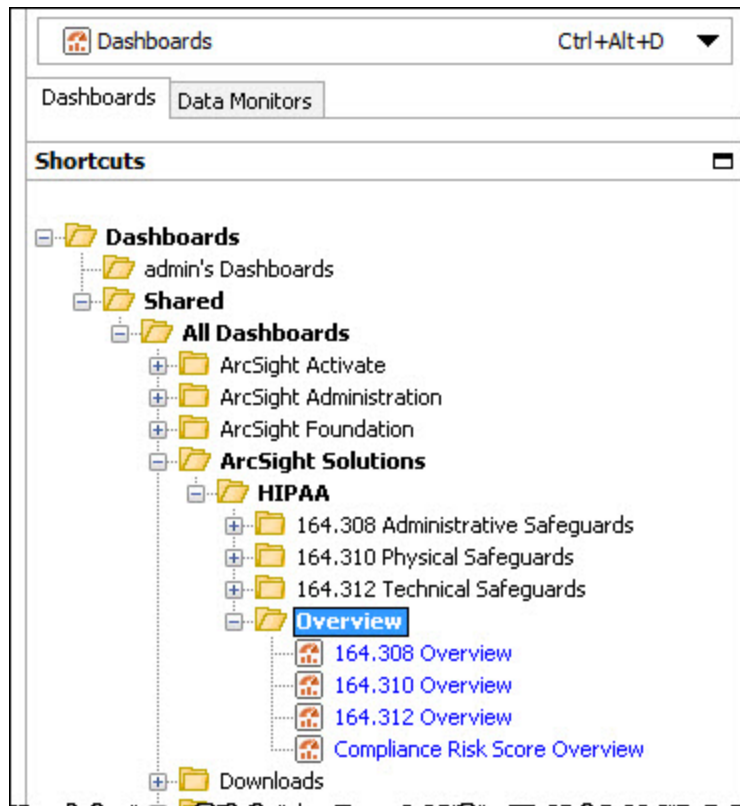 Dashboards Ctrl+Alt+D
Dashboards Data Monitors
Shortcuts
Dashboards
admin's Dashboards
Shared
All Dashboards
ArcSight Activate
ArcSight Administration
ArcSight Foundation
ArcSight Solutions
HIPAA
164.308 Administrative Safeguards
164.310 Physical Safeguards
164.312 Technical Safeguards
Overview
164.308 Overview
164.310 Overview
164.312 Overview
Compliance Risk Score Overview
Downloads